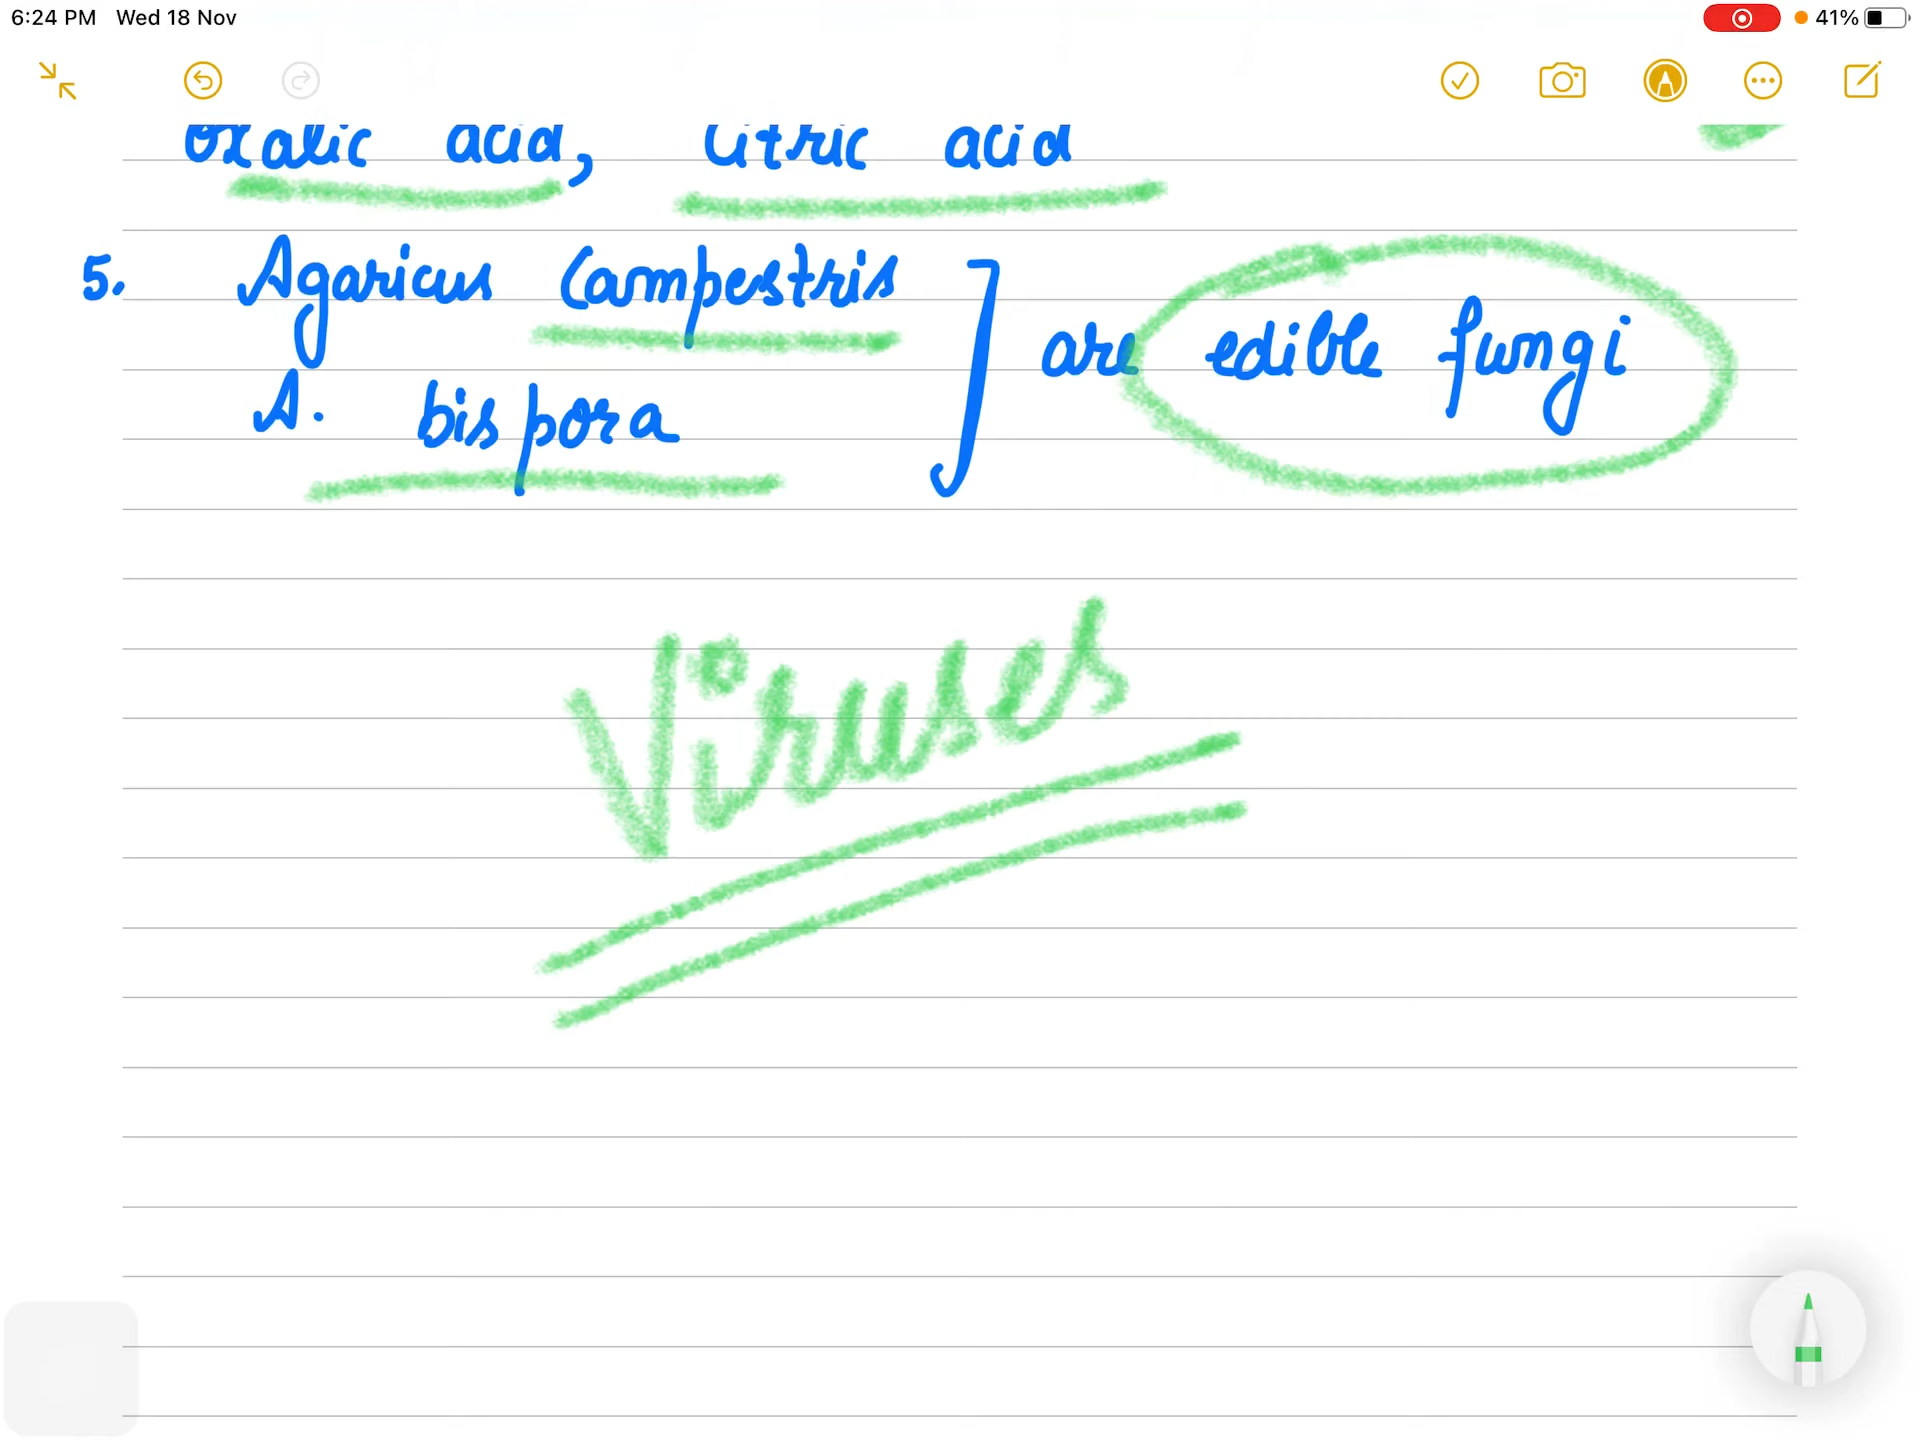 6:24 PM Wed 18 Nov 41%
Oxalic acid, Citric acid
5. Agaricus Campestris
are edible fungi
A. bispora
Viruses